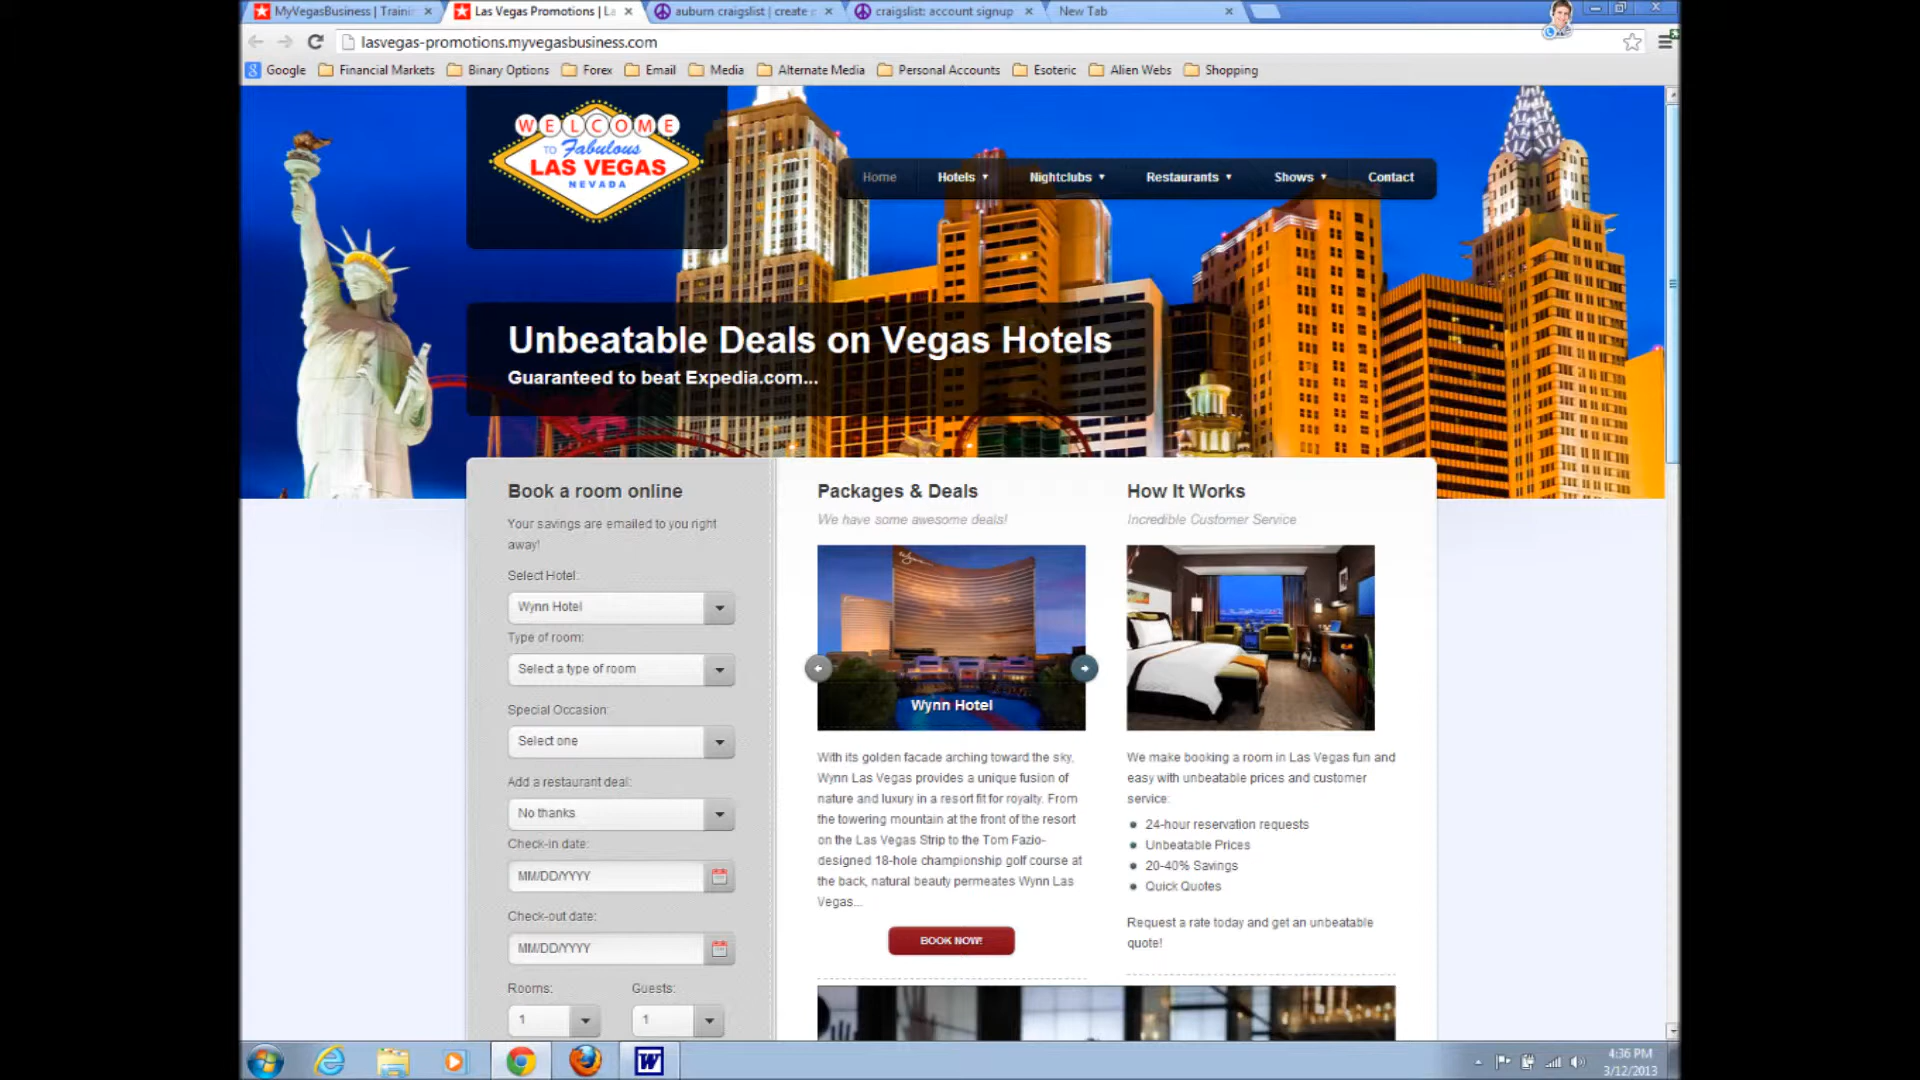 MyVegasBusiness | Traini
Las Vegas Promotions | La
auburn craigslist | create p
craigslist: account signup
New Tab
lasvegas-promotions.myvegasbusiness.com
Google
Financial Markets
Binary Options
Forex
Email
Media
Alternate Media
Personal Accounts
Esoteric
Alien Webs
Shopping
WELCOME
TO Fabulous
LAS VEGAS
NEVADA
Home
Hotels
Nightclubs
Restaurants
Shows
Contact
Unbeatable Deals on Vegas Hotels
Guaranteed to beat Expedia.com...
Book a room online
Your savings are emailed to you right
away!
Select Hotel:
Wynn Hotel
Type of room:
Select a type of room
Special Occasion:
Select one
Add a restaurant deal:
No thanks
Check-in date:
MM/DD/YYYY
Check-out date:
MM/DD/YYYY
Rooms:
Guests:
1
1
Packages & Deals
We have some awesome deals!
Wynn
Wynn Hotel
With its golden facade arching toward the sky,
Wynn Las Vegas provides a unique fusion of
nature and luxury in a resort fit for royalty. From
the towering mountain at the front of the resort
on the Las Vegas Strip to the Tom Fazio-
designed 18-hole championship golf course at
the back, natural beauty permeates Wynn Las
Vegas...
BOOK NOW!
How It Works
Incredible Customer Service
We make booking a room in Las Vegas fun and
easy with unbeatable prices and customer
service:
24-hour reservation requests
Unbeatable Prices
20-40% Savings
Quick Quotes
Request a rate today and get an unbeatable
quote!
4:36 PM
3/12/2013